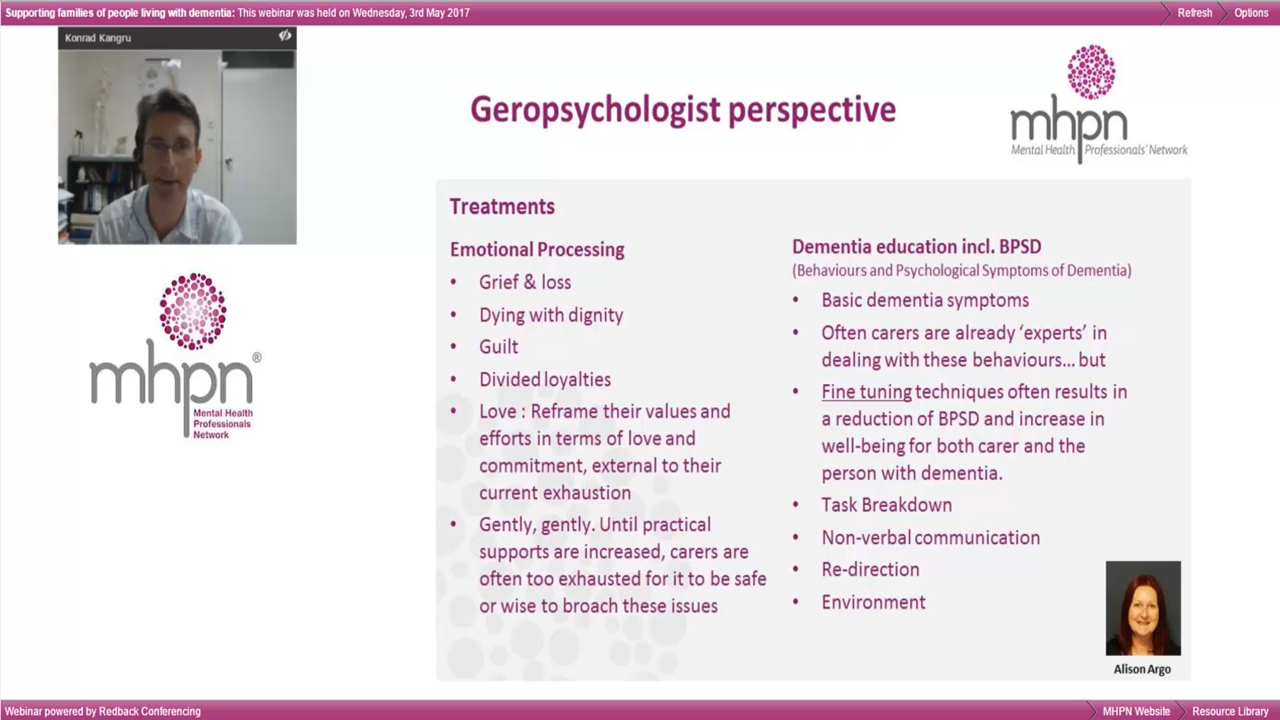 Supporting families of people living with dementia: This webinar was held on Wednesday, 3rd May 2017
Refresh
Options
Konrad Kangru
Geropsychologist perspective
mhpn
Mental Health Professionals' Network
mhpn®
Mental Health
Professionals
Network
Treatments
Emotional Processing
• Grief & loss
• Dying with dignity
• Guilt
• Divided loyalties
• Love : Reframe their values and
efforts in terms of love and
commitment, external to their
current exhaustion
• Gently, gently. Until practical
supports are increased, carers are
often too exhausted for it to be safe
or wise to broach these issues
Dementia education incl. BPSD
(Behaviours and Psychological Symptoms of Dementia)
• Basic dementia symptoms
• Often carers are already ‘experts’ in
dealing with these behaviours… but
• Fine tuning techniques often results in
a reduction of BPSD and increase in
well-being for both carer and the
person with dementia.
• Task Breakdown
• Non-verbal communication
• Re-direction
• Environment
Alison Argo
Webinar powered by Redback Conferencing
MHPN Website
Resource Library